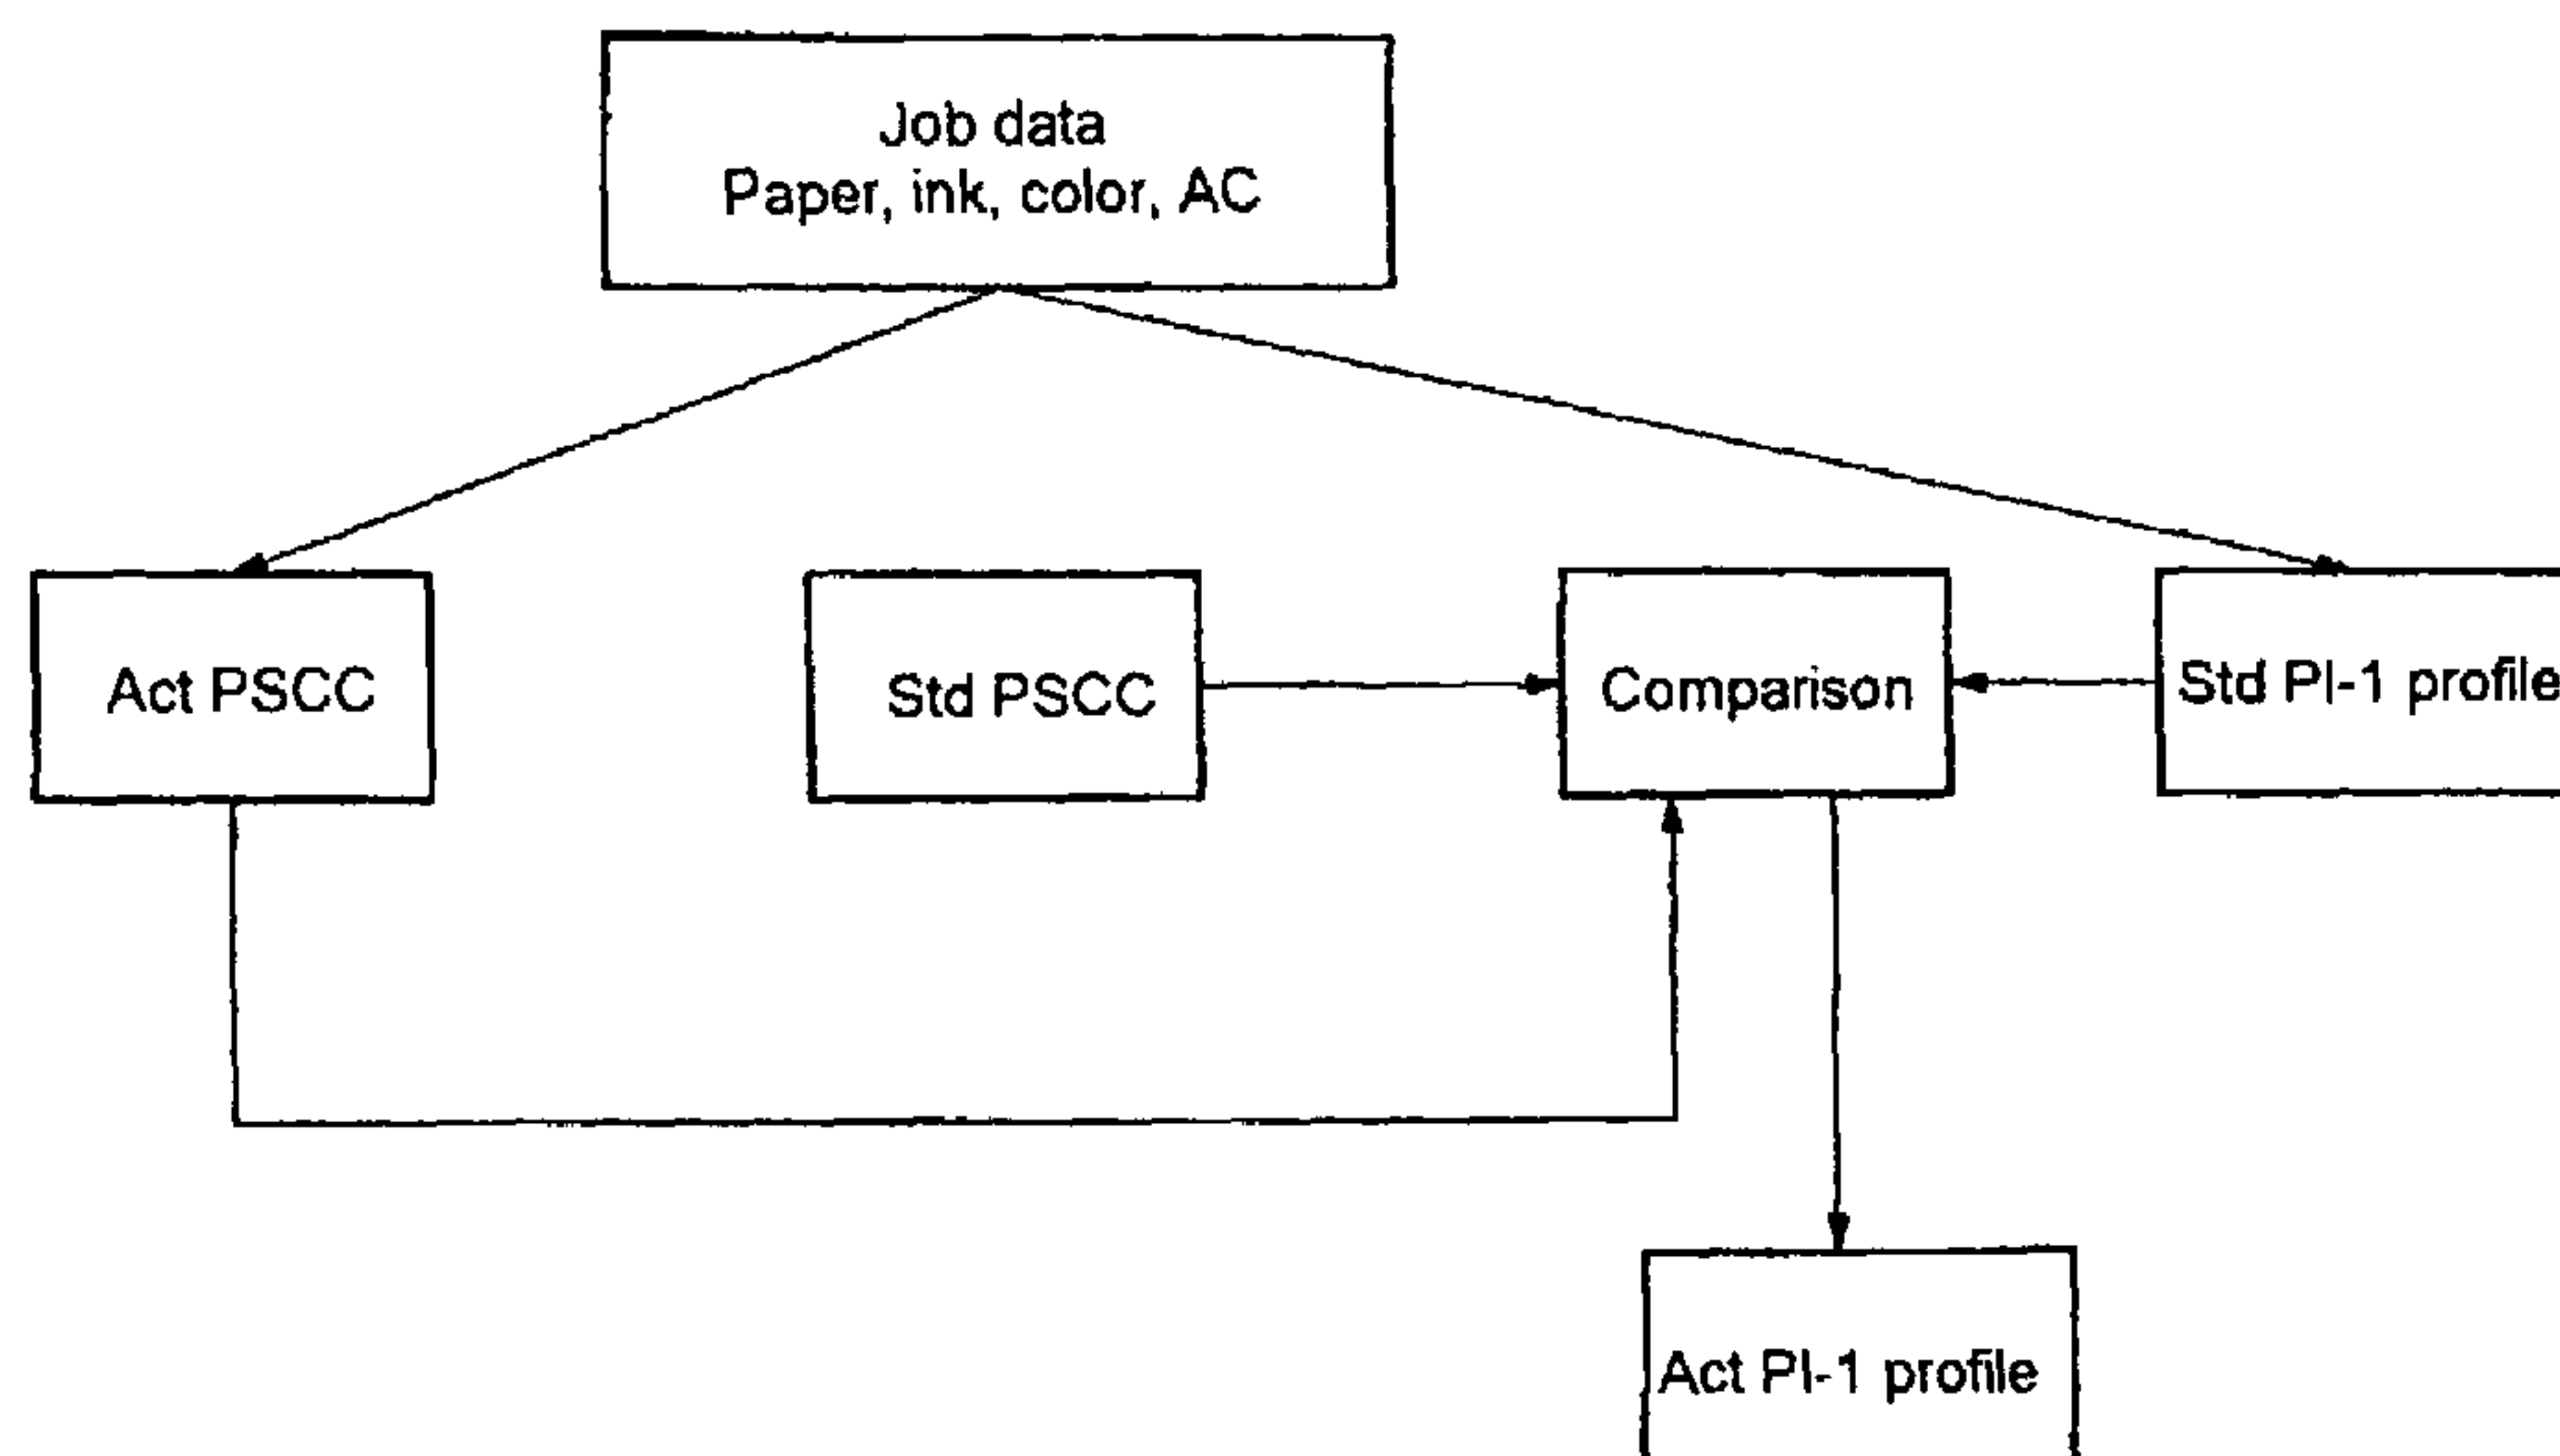 Job data
Paper, ink, color, AC
Act PSCC
Std PSCC
Comparison
Std PI-1 profile
Act PI-1 profile